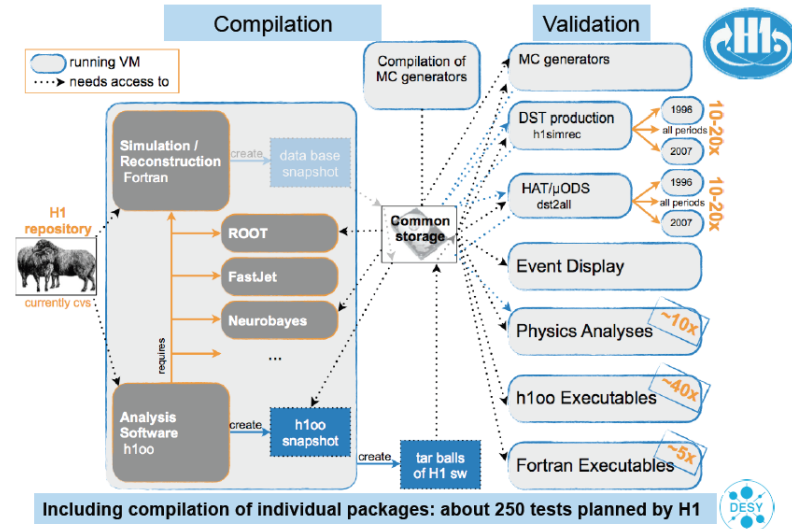 Compilation
Validation
H1
running VM
needs access to
Compilation of
MC generators
MC generators
DST production
h1simrec
1996
all periods
2007
10-20x
HAT/µODS
dst2all
1996
all periods
2007
10-20x
Simulation /
Reconstruction
Fortran
create
data base
snapshot
H1
repository
currently cvs
ROOT
FastJet
Neurobayes
...
requires
Common
storage
Event Display
Physics Analyses
~10x
h1oo Executables
~40x
Fortran Executables
~5x
Analysis
Software
h1oo
create
h1oo
snapshot
create
tar balls
of H1 sw
Including compilation of individual packages: about 250 tests planned by H1
DESY